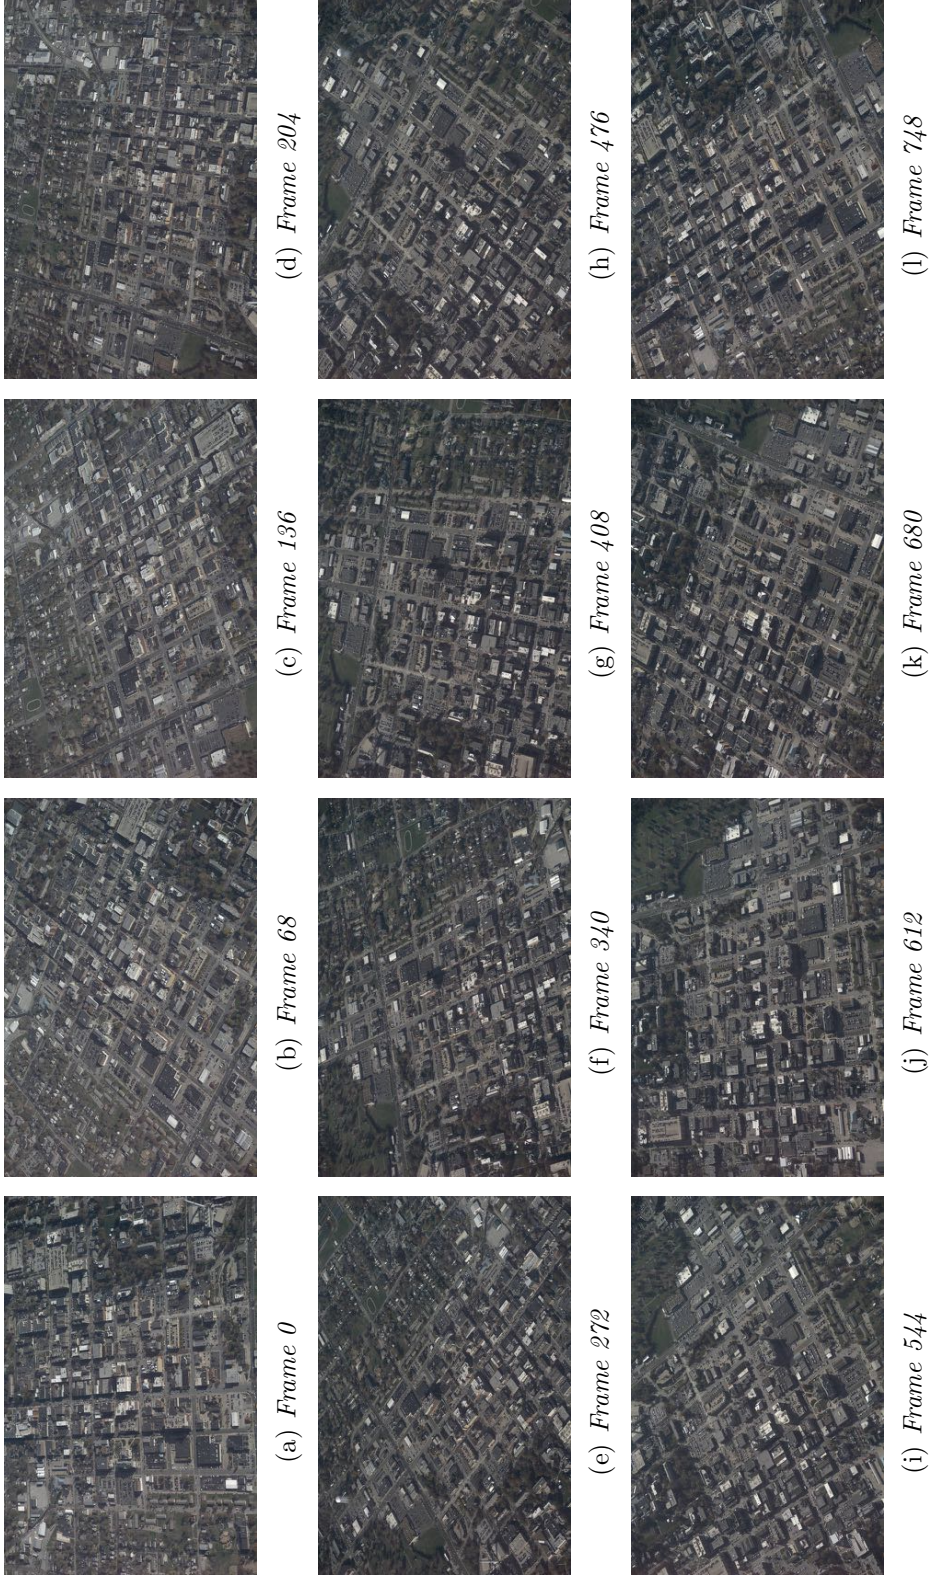 (a) Frame 0
(b) Frame 68
(c) Frame 136
(d) Frame 204
(e) Frame 272
(f) Frame 340
(g) Frame 408
(h) Frame 476
(i) Frame 544
(j) Frame 612
(k) Frame 680
(l) Frame 748